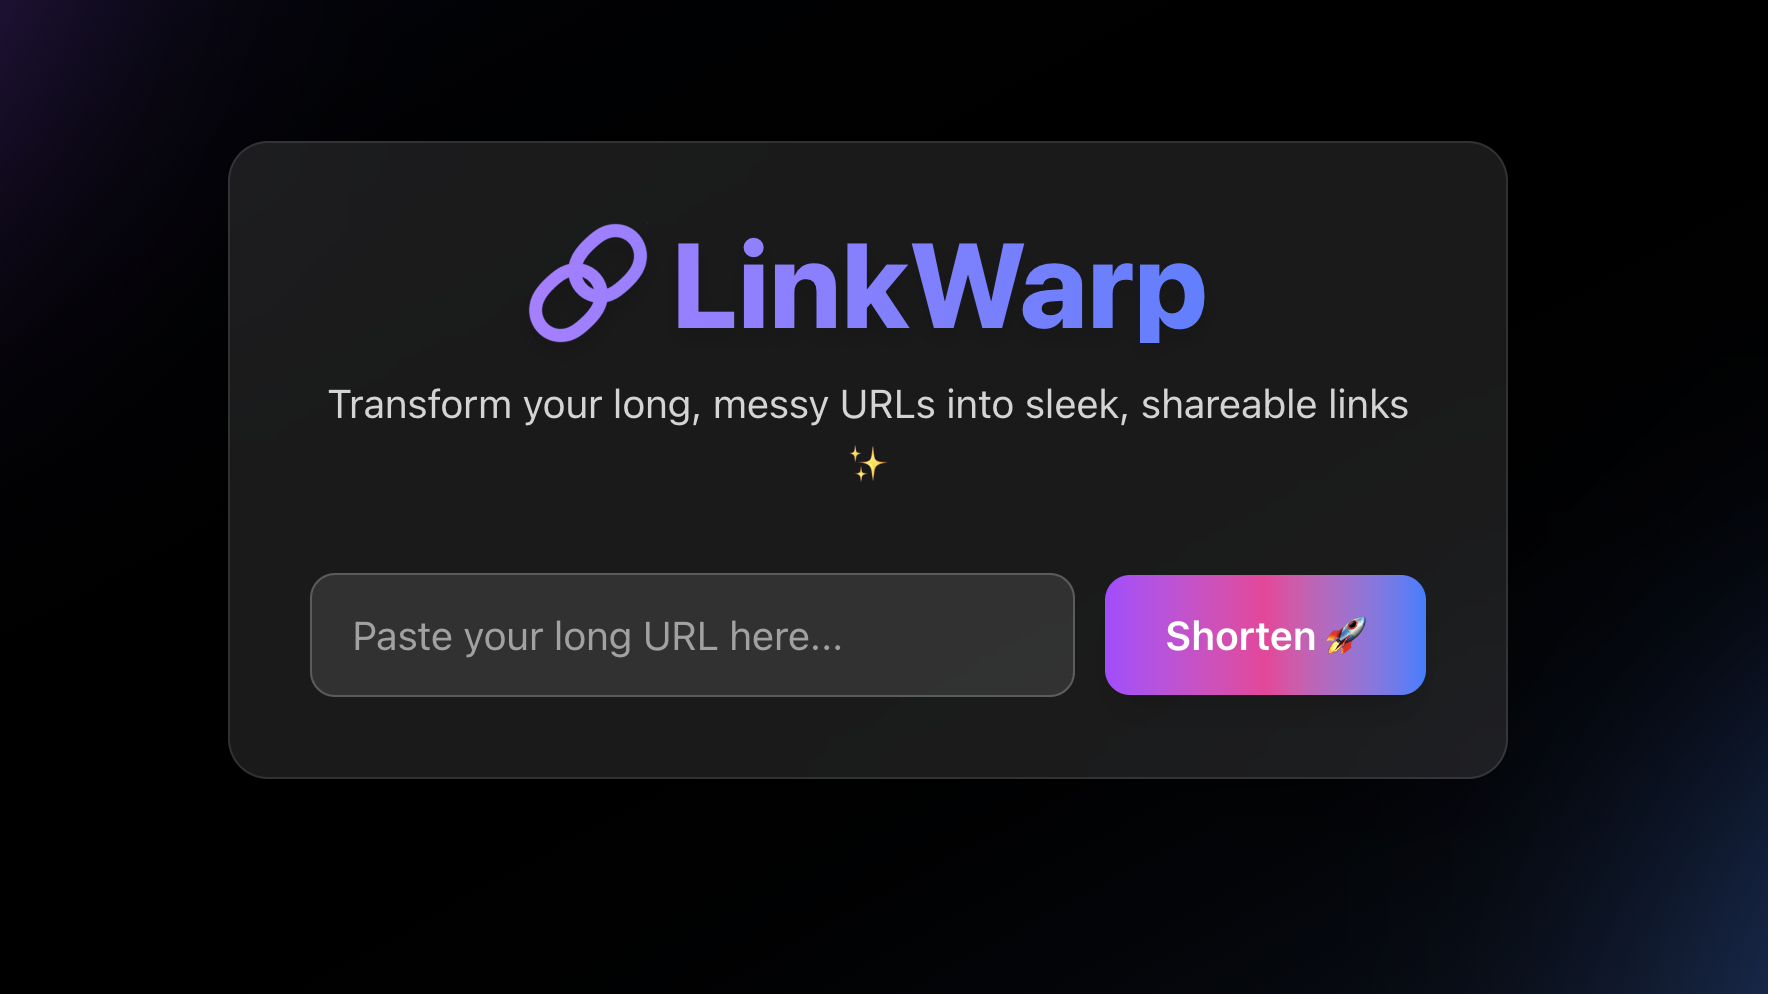 LinkWarp
Transform your long, messy URLs into sleek, shareable links
✨
Paste your long URL here...
Shorten 🚀